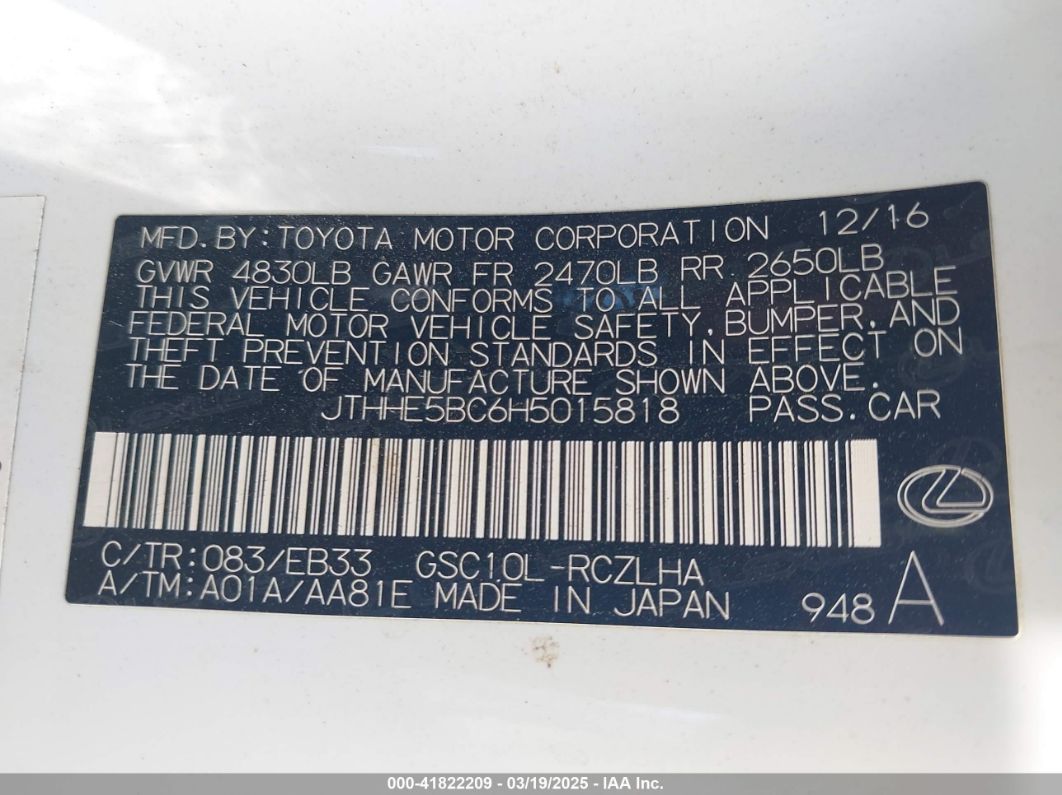 MFD. BY: TOYOTA MOTOR CORPORATION 12/16
GVWR 4830LB GAWR FR 2470LB RR 2650LB
THIS VEHICLE CONFORMS TO ALL APPLICABLE
FEDERAL MOTOR VEHICLE SAFETY, BUMPER, AND
THEFT PREVENTION STANDARDS IN EFFECT ON
THE DATE OF MANUFACTURE SHOWN ABOVE.
JTHHE5BC6H5015818 PASS. CAR
C/TR: 083/EB33 GSC10L-RCZLHA
A/TM: A01A/AA81E MADE IN JAPAN 948 A
000-41822209 - 03/19/2025 - IAA Inc.